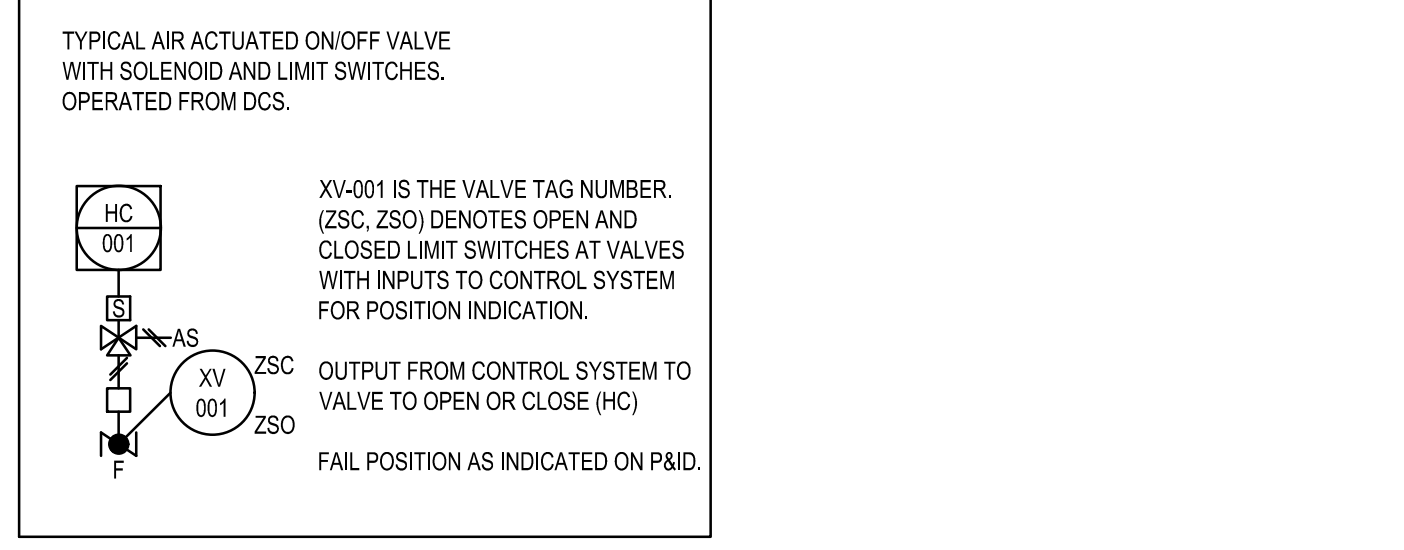 TYPICAL AIR ACTUATED ON/OFF VALVE
WITH SOLENOID AND LIMIT SWITCHES.
OPERATED FROM DCS.
HC
001
S
AS
XV
001
ZSC
ZSO
F
XV-001 IS THE VALVE TAG NUMBER.
(ZSC, ZSO) DENOTES OPEN AND
CLOSED LIMIT SWITCHES AT VALVES
WITH INPUTS TO CONTROL SYSTEM
FOR POSITION INDICATION.
OUTPUT FROM CONTROL SYSTEM TO
VALVE TO OPEN OR CLOSE (HC)
FAIL POSITION AS INDICATED ON P&ID.